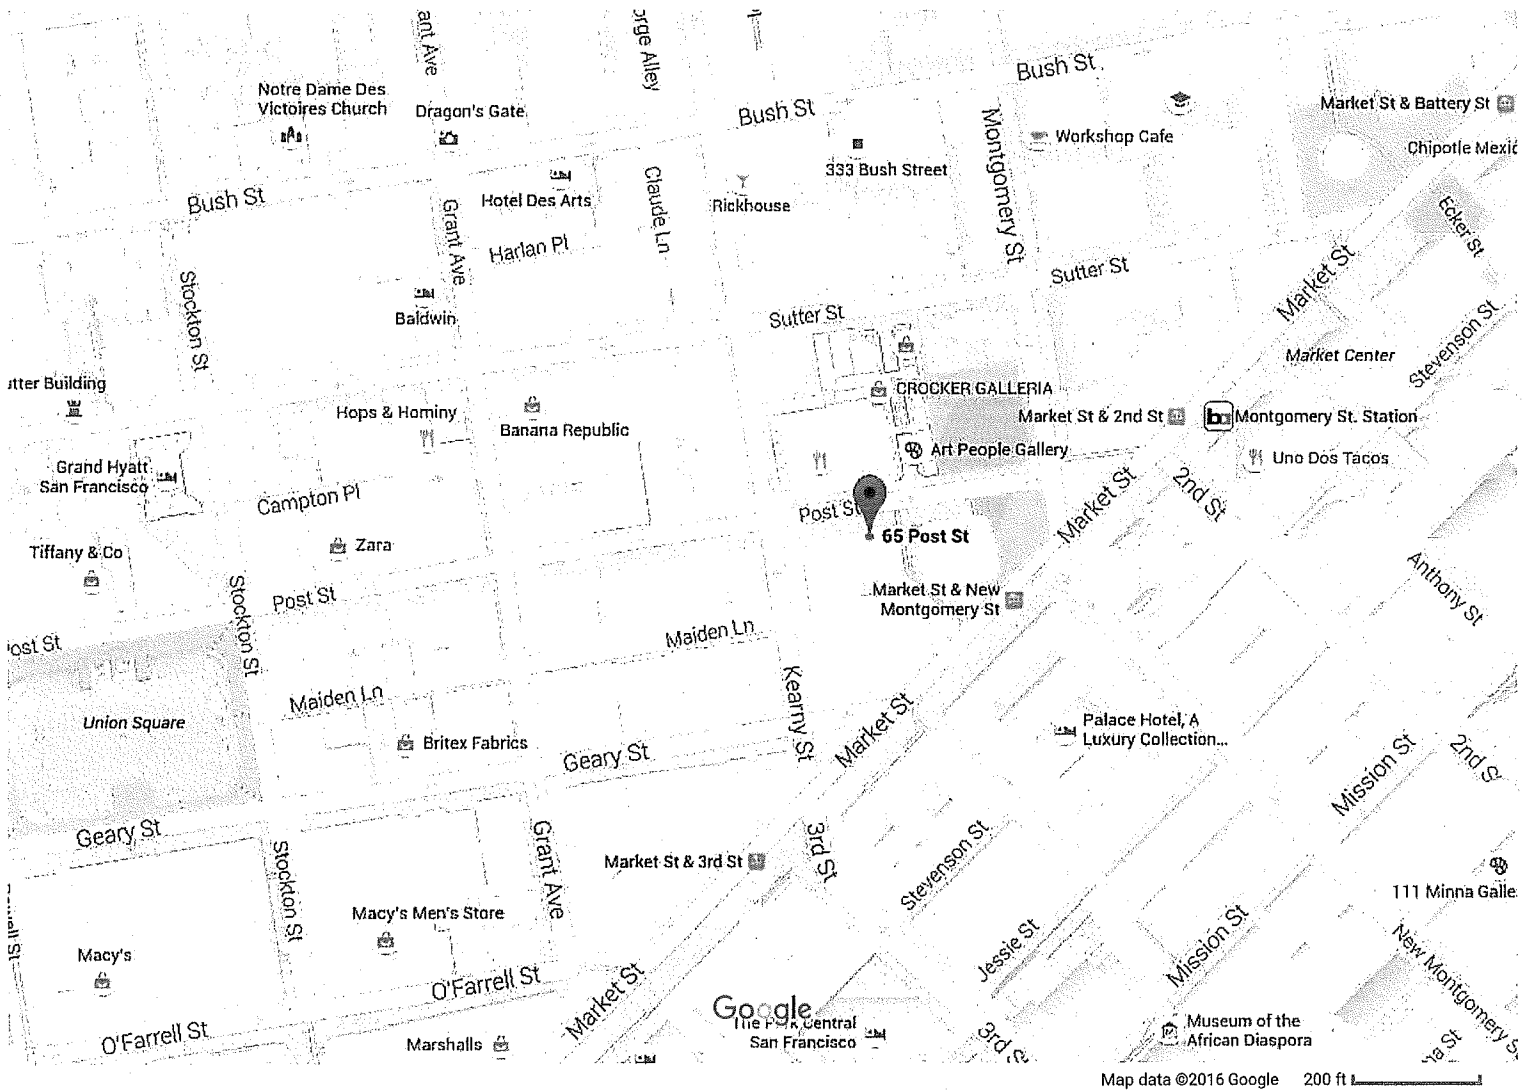 ant Ave
orge Alley
Bush St
Notre Dame Des
Victoires Church
Dragon's Gate
Bush St
Montgomery St
Workshop Cafe
Market St & Battery St
Chipotle Mexic
333 Bush Street
Bush St
Hotel Des Arts
Claude Ln
Rickhouse
Grant Ave
Harlan Pl
Ecker St
Sutter St
Market St
Stockton St
Baldwin
Sutter St
Stevenson St
Market Center
utter Building
Hops & Hominy
Banana Republic
CROCKER GALLERIA
Market St & 2nd St
Montgomery St. Station
Art People Gallery
Uno Dos Tacos
Grand Hyatt
San Francisco
Campton Pl
Post St
Market St
2nd St
Tiffany & Co
Zara
65 Post St
Anthony St
Stockton St
Post St
Market St & New
Montgomery St
Post St
Maiden Ln
Maiden Ln
Kearny St
Union Square
Market St
Palace Hotel, A
Luxury Collection...
Britex Fabrics
Geary St
Mission St
2nd St
Geary St
Stockton St
Grant Ave
Market St & 3rd St
3rd St
Stevenson St
111 Minna Galle
Macy's Men's Store
Macy's
Jessie St
Mission St
New Montgomery S
O'Farrell St
Market St
Google
The Park Central
San Francisco
O'Farrell St
Marshalls
3rd S
Museum of the
African Diaspora
na St
Map data ©2016 Google
200 ft